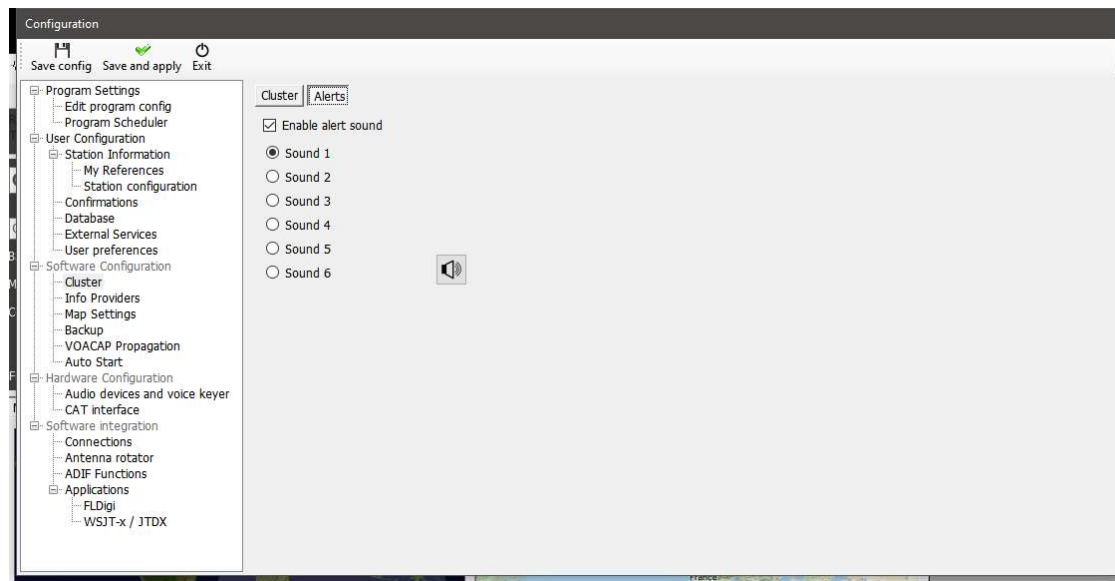 Configuration
Save config Save and apply Exit
Program Settings
Edit program config
Program Scheduler
User Configuration
Station Information
My References
Station configuration
Confirmations
Database
External Services
User preferences
Software Configuration
Cluster
Info Providers
Map Settings
Backup
VOACAP Propagation
Auto Start
Hardware Configuration
Audio devices and voice keyer
CAT interface
Software integration
Connections
Antenna rotator
ADIF Functions
Applications
FLDigi
WSJT-x / JTDX
Cluster Alerts
Enable alert sound
Sound 1
Sound 2
Sound 3
Sound 4
Sound 5
Sound 6
France